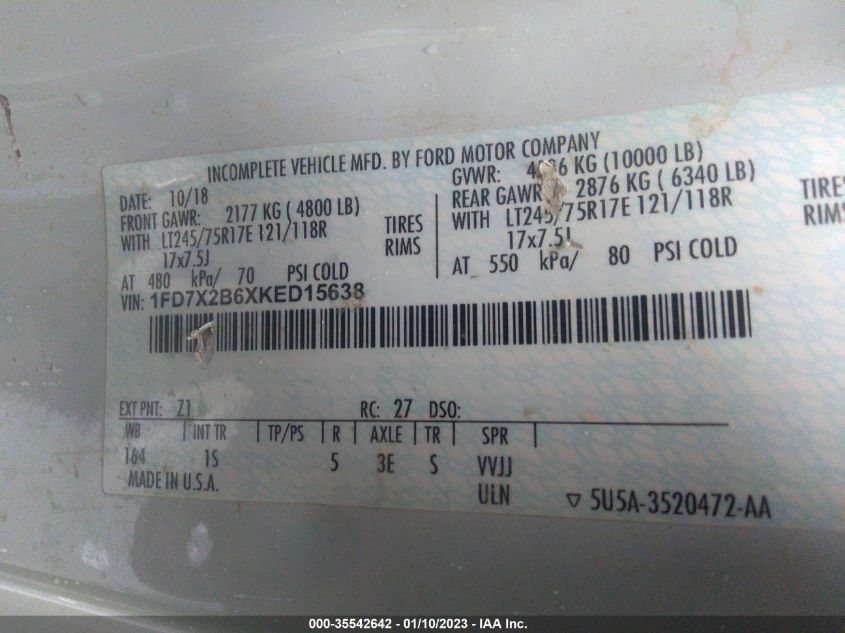 INCOMPLETE VEHICLE MFD. BY FORD MOTOR COMPANY
DATE: 10/18
FRONT GAWR: 2177 KG ( 4800 LB)
WITH LT245/75R17E 121/118R TIRES
17x7.5J RIMS
AT 480 kPa/ 70 PSI COLD
GVWR: KG (10000 LB)
REAR GAWR: 2876 KG ( 6340 LB)
WITH LT245/75R17E 121/118R TIRES
17x7.5J RIMS
AT 550 kPa/ 80 PSI COLD
VIN: 1FD7X2B6XKED15638
EXT PNT: Z1 RC: 27 DSO:
WB INT TR TP/PS R AXLE TR SPR
164 1S 5 3E S VVJJ
MADE IN U.S.A. ULN
5U5A-3520472-AA
000-35542642 - 01/10/2023 - IAA Inc.